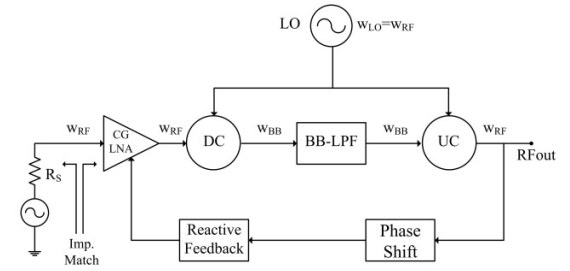 LO
wLO=wRF
wRF
CG
LNA
wRF
DC
wBB
BB-LPF
wBB
UC
wRF
RFout
RS
Imp.
Match
Reactive
Feedback
Phase
Shift